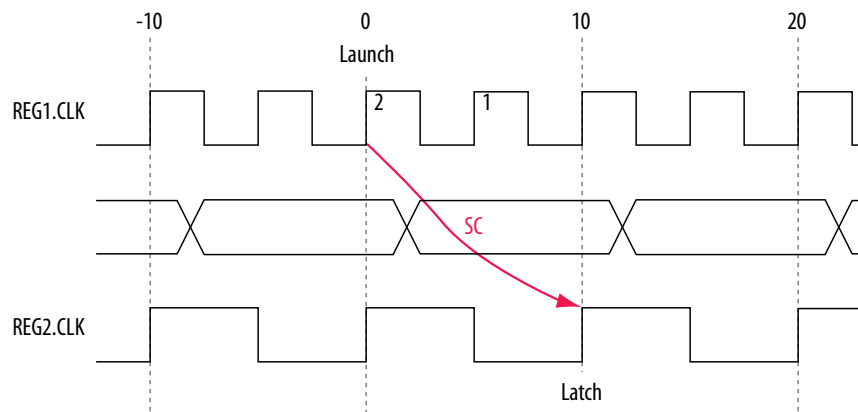 -10 0 10 20
Launch
REG1.CLK 2 1
SC
REG2.CLK
Latch